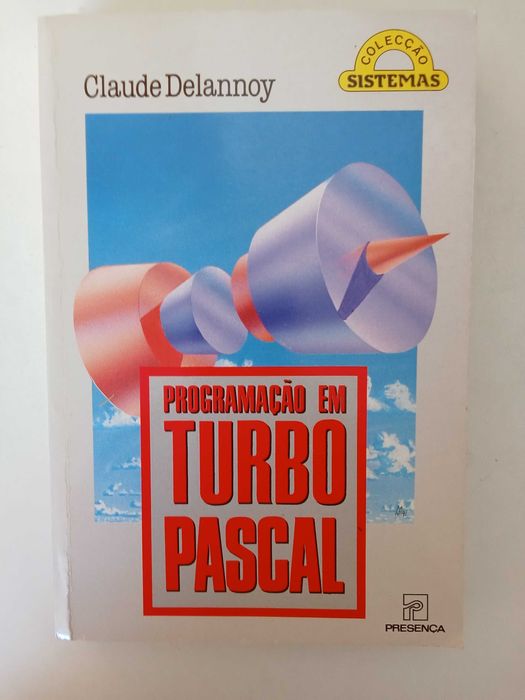 COLECÇÃO
SISTEMAS
Claude Delannoy
PROGRAMAÇÃO EM
TURBO
PASCAL
PRESENÇA